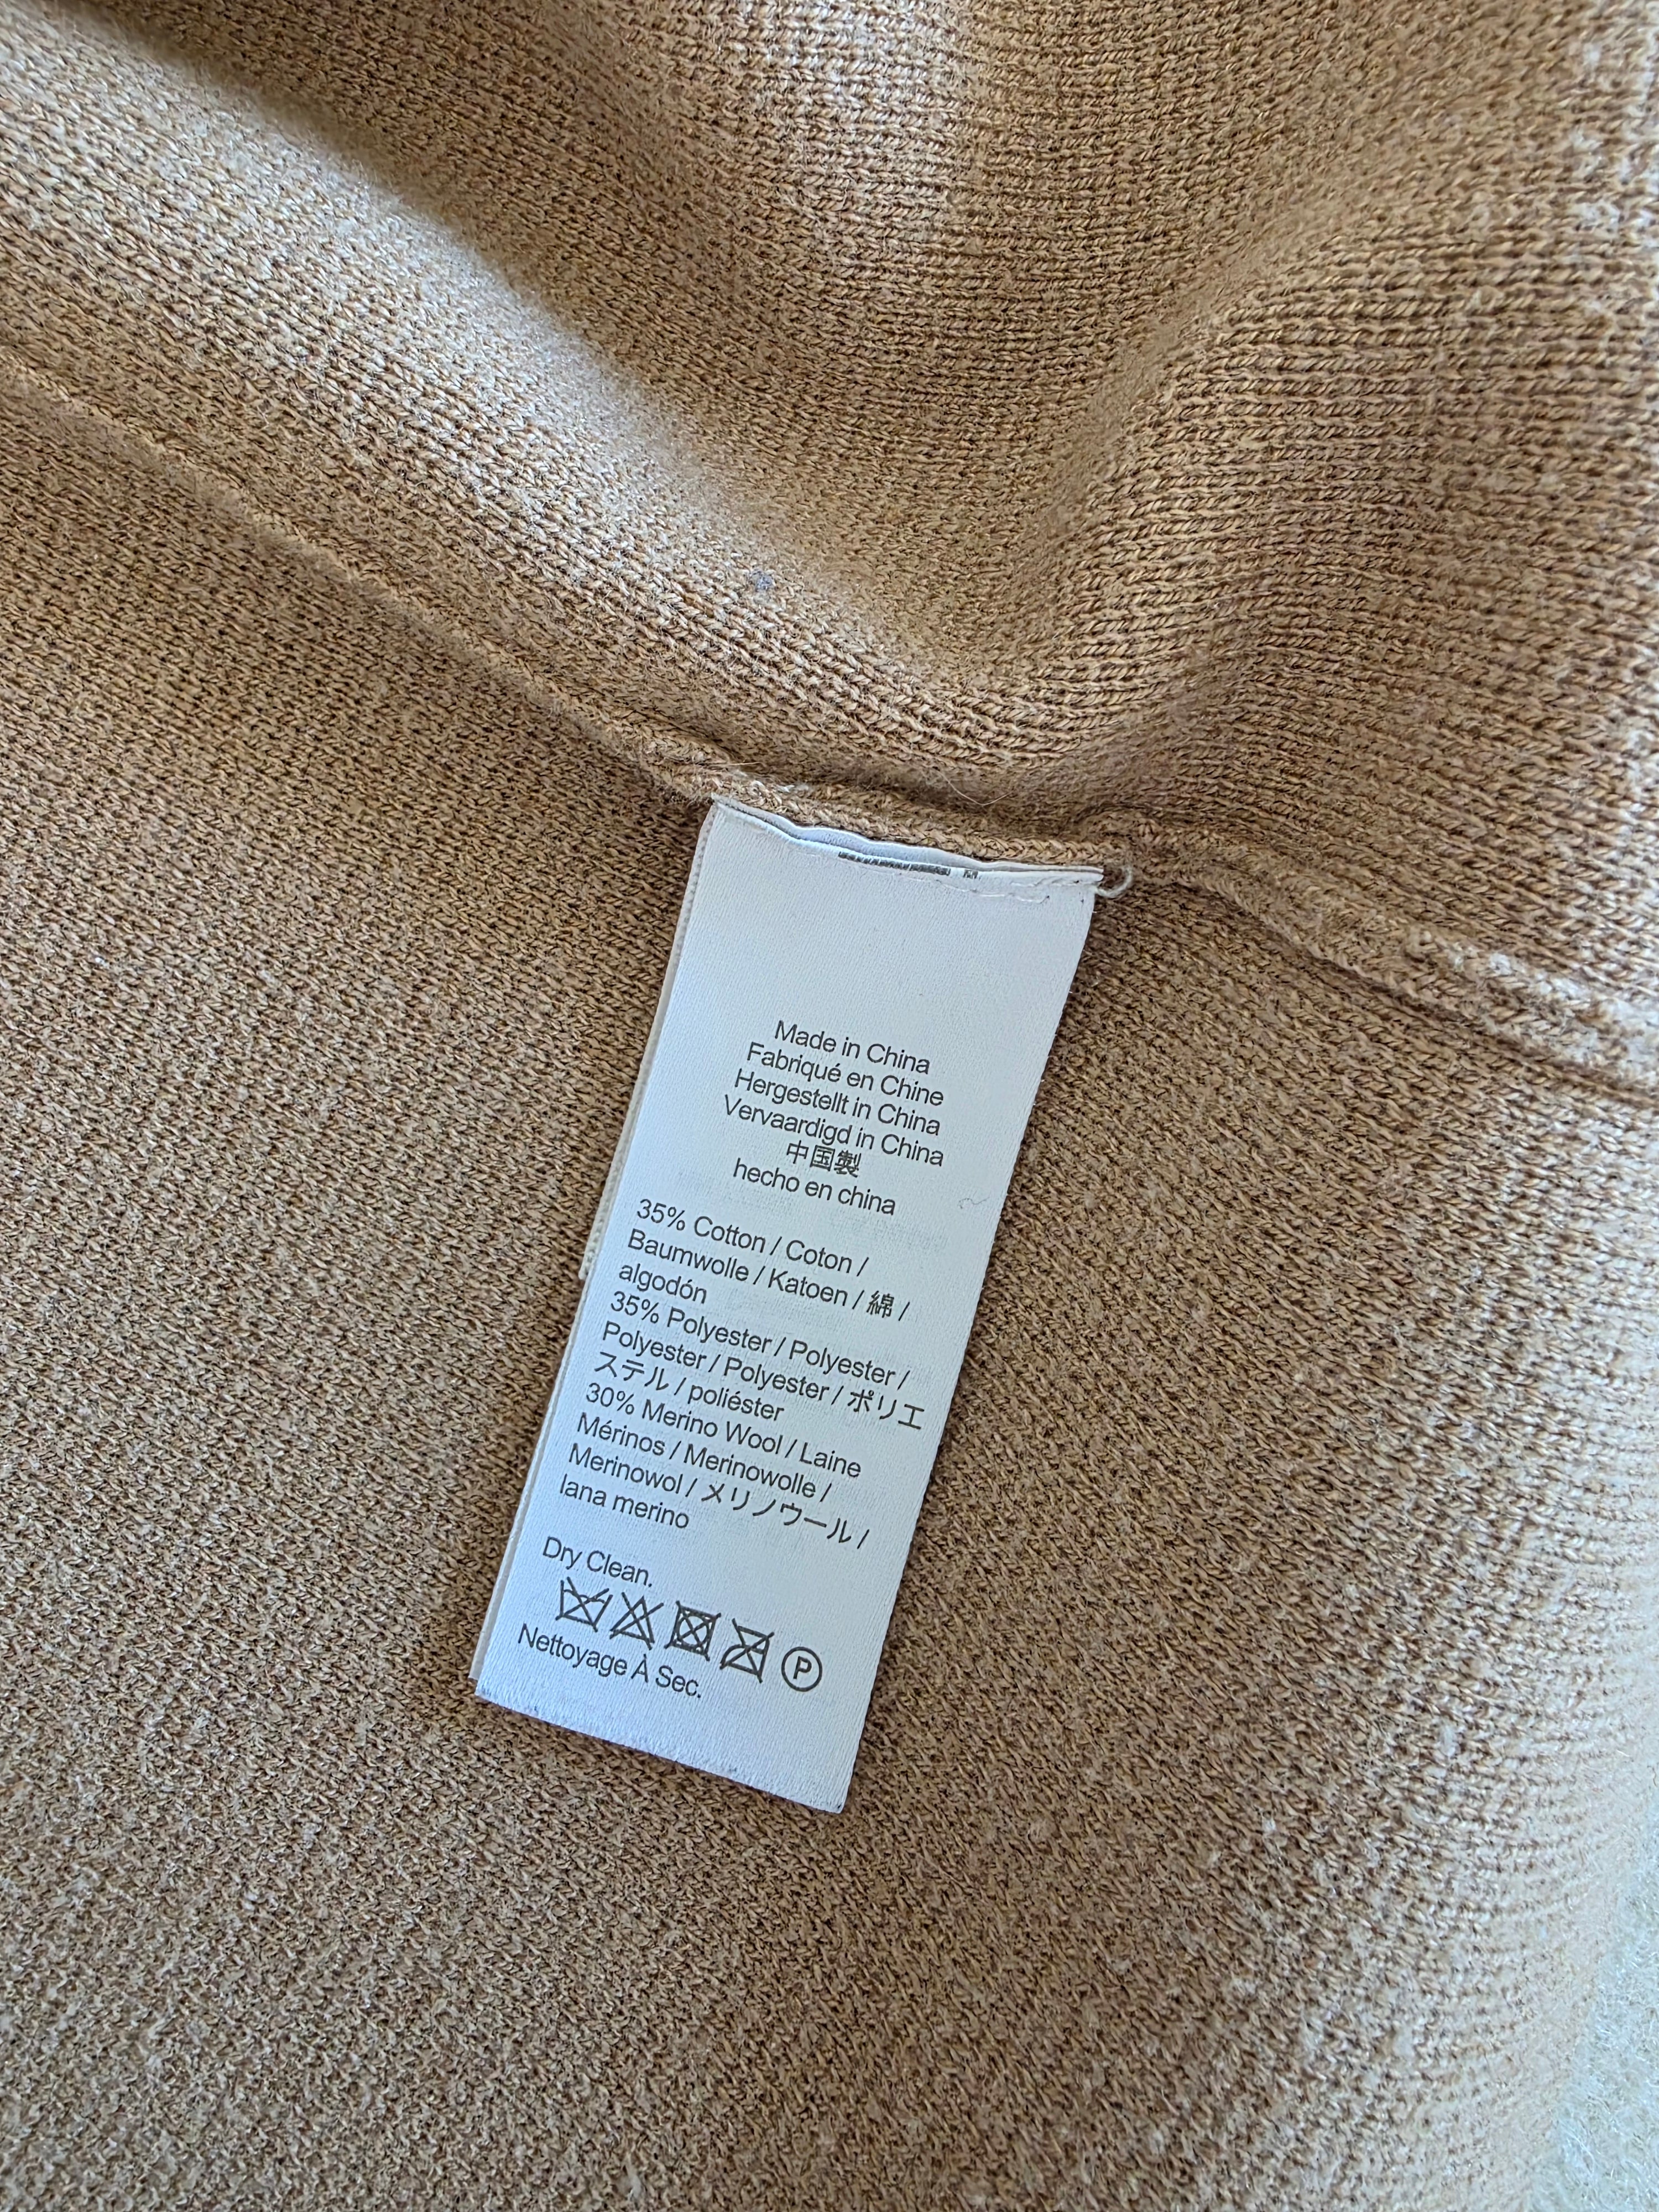 Made in China
Fabriqué en Chine
Hergestellt in China
Vervaardigd in China
中国製
hecho en china
35% Cotton / Coton /
Baumwolle / Katoen / 綿 /
algodón
35% Polyester / Polyester /
Polyester / Polyester / ポリエ
ステル / poliéster
30% Merino Wool / Laine
Mérinos / Merinowolle /
Merinowol / メリノウール /
lana merino
Dry Clean.
P
Nettoyage À Sec.